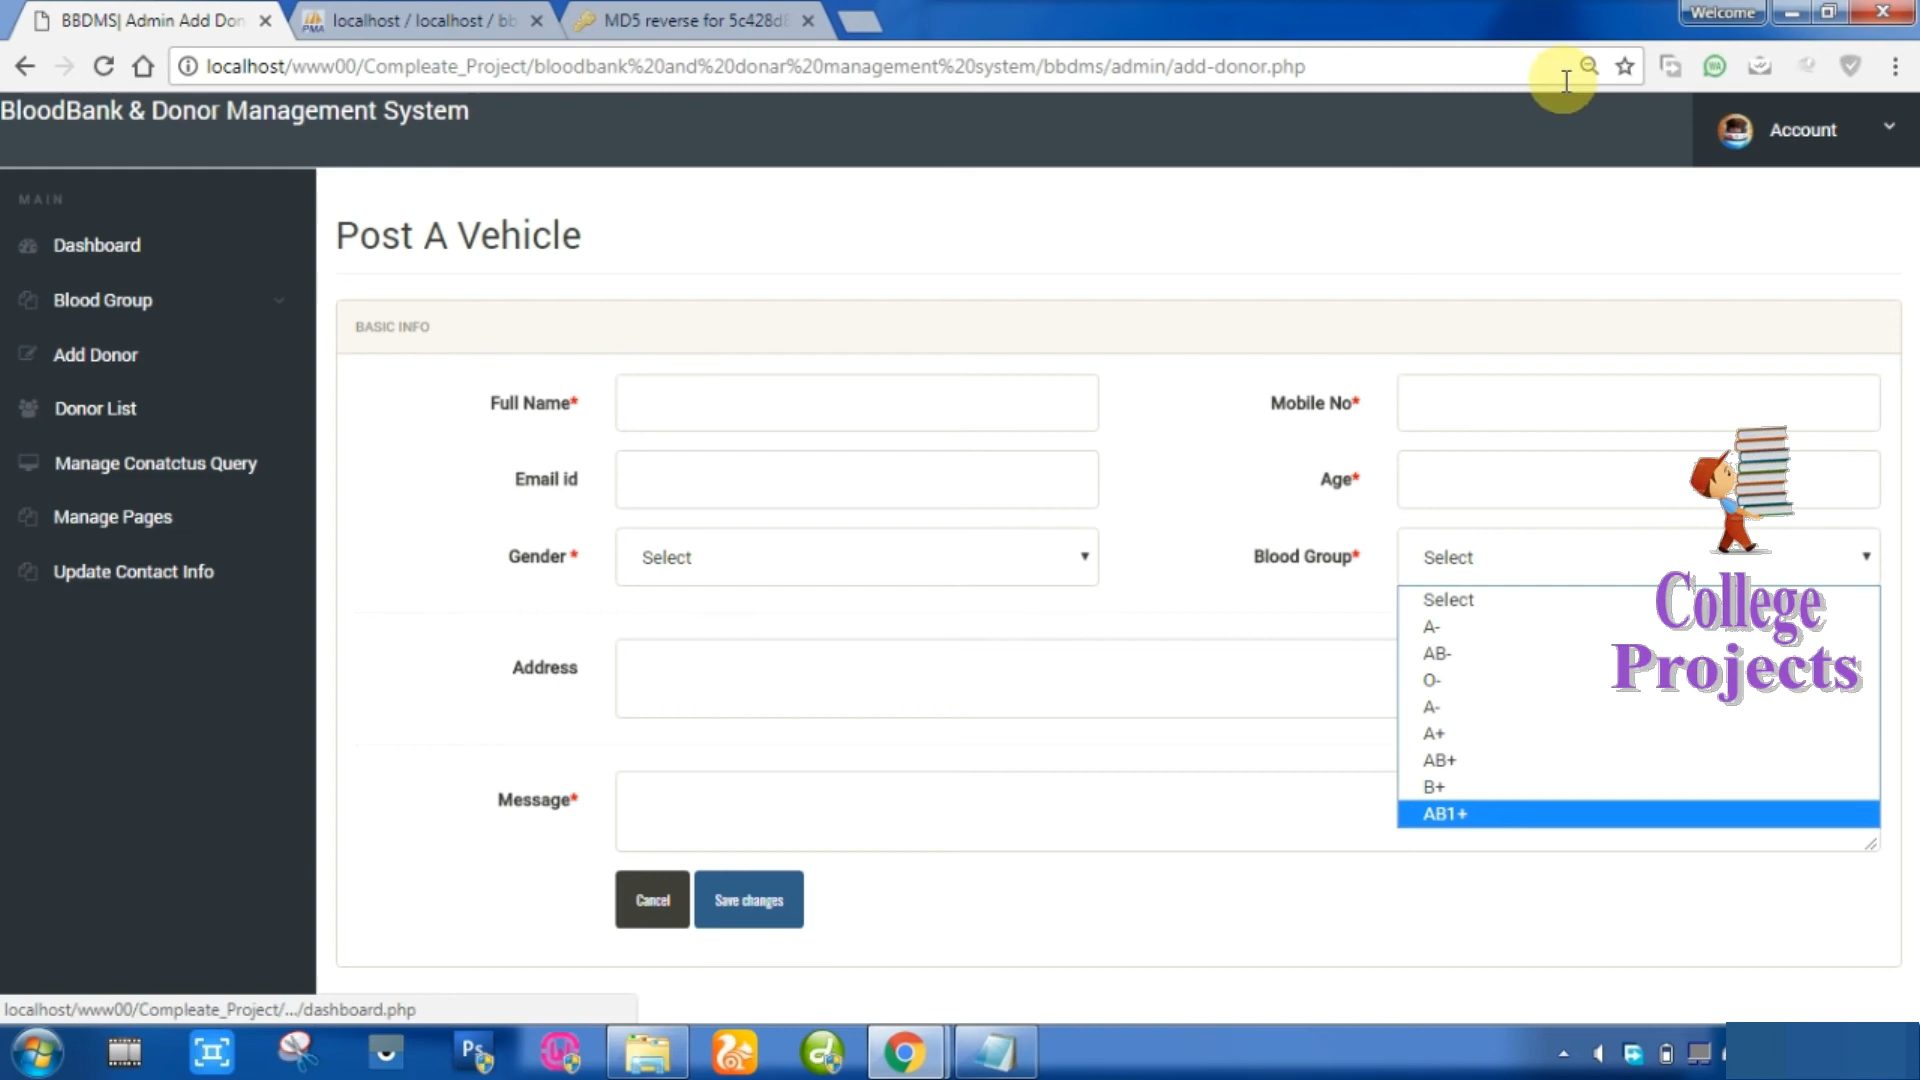 BBDMS| Admin Add Don
localhost / localhost / bb
MD5 reverse for 5c428d8
Welcome
localhost/www00/Compleate_Project/bloodbank%20and%20donar%20management%20system/bbdms/admin/add-donor.php
BloodBank & Donor Management System
Account
MAIN
Dashboard
Blood Group
Add Donor
Donor List
Manage Conatctus Query
Manage Pages
Update Contact Info
Post A Vehicle
BASIC INFO
Full Name*
Mobile No*
Email id
Age*
Gender *
Select
Blood Group*
Select
Select
A-
AB-
O-
A-
A+
AB+
B+
AB1+
Address
Message*
Cancel
Save changes
College
Projects
localhost/www00/Compleate_Project/.../dashboard.php
PMA
WA
Ps